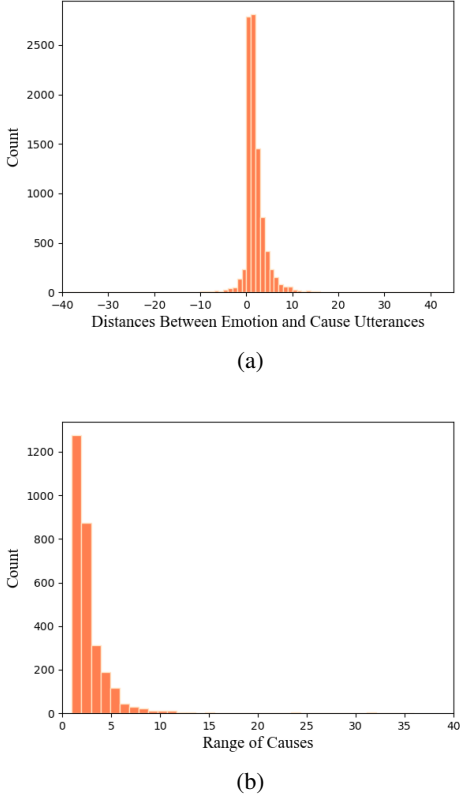 2500
2000
1500
1000
500
0
Count
−40 −30 −20 −10 0 10 20 30 40
Distances Between Emotion and Cause Utterances
(a)
1200
1000
800
600
400
200
0
Count
0 5 10 15 20 25 30 35 40
Range of Causes
(b)